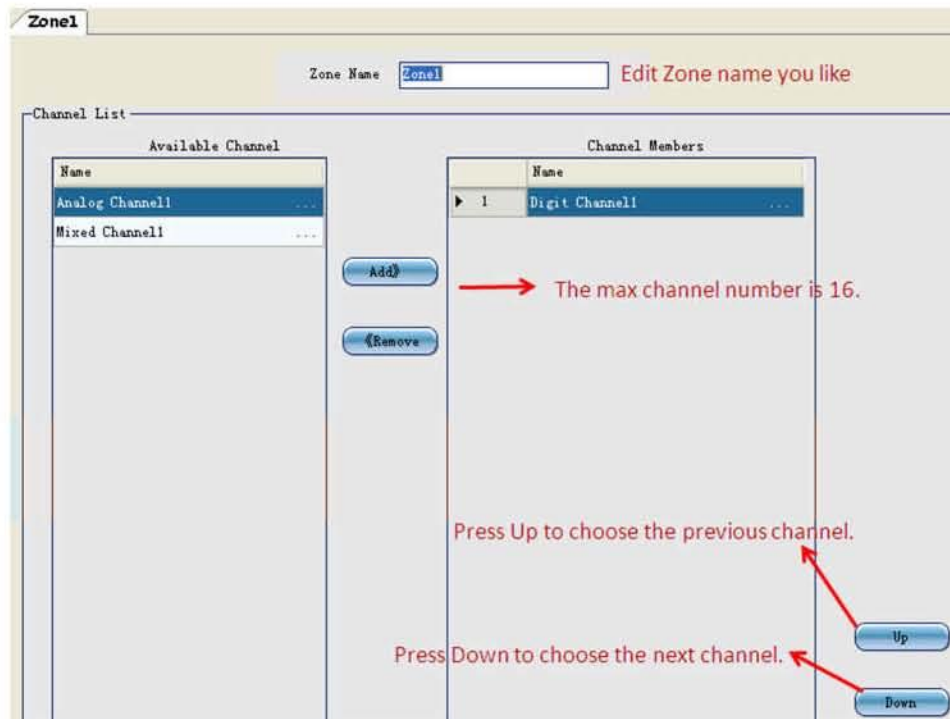 Zone1
Zone Name Zone1 Edit Zone name you like
Channel List
Available Channel
Channel Members
Name
Name
Analog Channel1 ...
1 Digit Channel1 ...
Mixed Channel1 ...
Add》
The max channel number is 16.
《Remove
Press Up to choose the previous channel.
Up
Press Down to choose the next channel.
Down